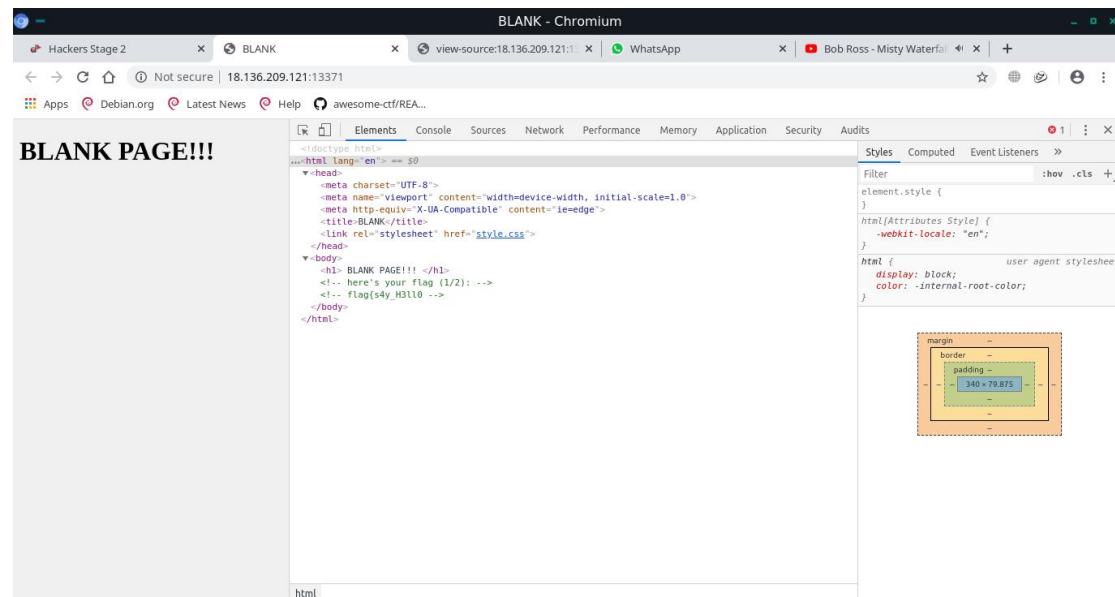 BLANK - Chromium
Hackers Stage 2
BLANK
view-source:18.136.209.121:1
WhatsApp
Bob Ross - Misty Waterfa
Not secure | 18.136.209.121:13371
Apps
Debian.org
Latest News
Help
awesome-ctf/REA...
BLANK PAGE!!!
Elements Console Sources Network Performance Memory Application Security Audits
1
<!doctype html>
...<html lang="en"> == $0
<head>
<meta charset="UTF-8">
<meta name="viewport" content="width=device-width, initial-scale=1.0">
<meta http-equiv="X-UA-Compatible" content="ie=edge">
<title>BLANK</title>
<link rel="stylesheet" href="style.css">
</head>
<body>
<h1> BLANK PAGE!!! </h1>
<!-- here's your flag (1/2): -->
<!-- flag{s4y_H3ll0 -->
</body>
</html>
html
Styles Computed Event Listeners »
Filter
:hov .cls +
element.style {
}
html[Attributes Style] {
-webkit-locale: "en";
}
html { user agent styleshee
display: block;
color: -internal-root-color;
}
margin –
border –
padding –
– – – 340 × 79.875 – – –
–
–
–